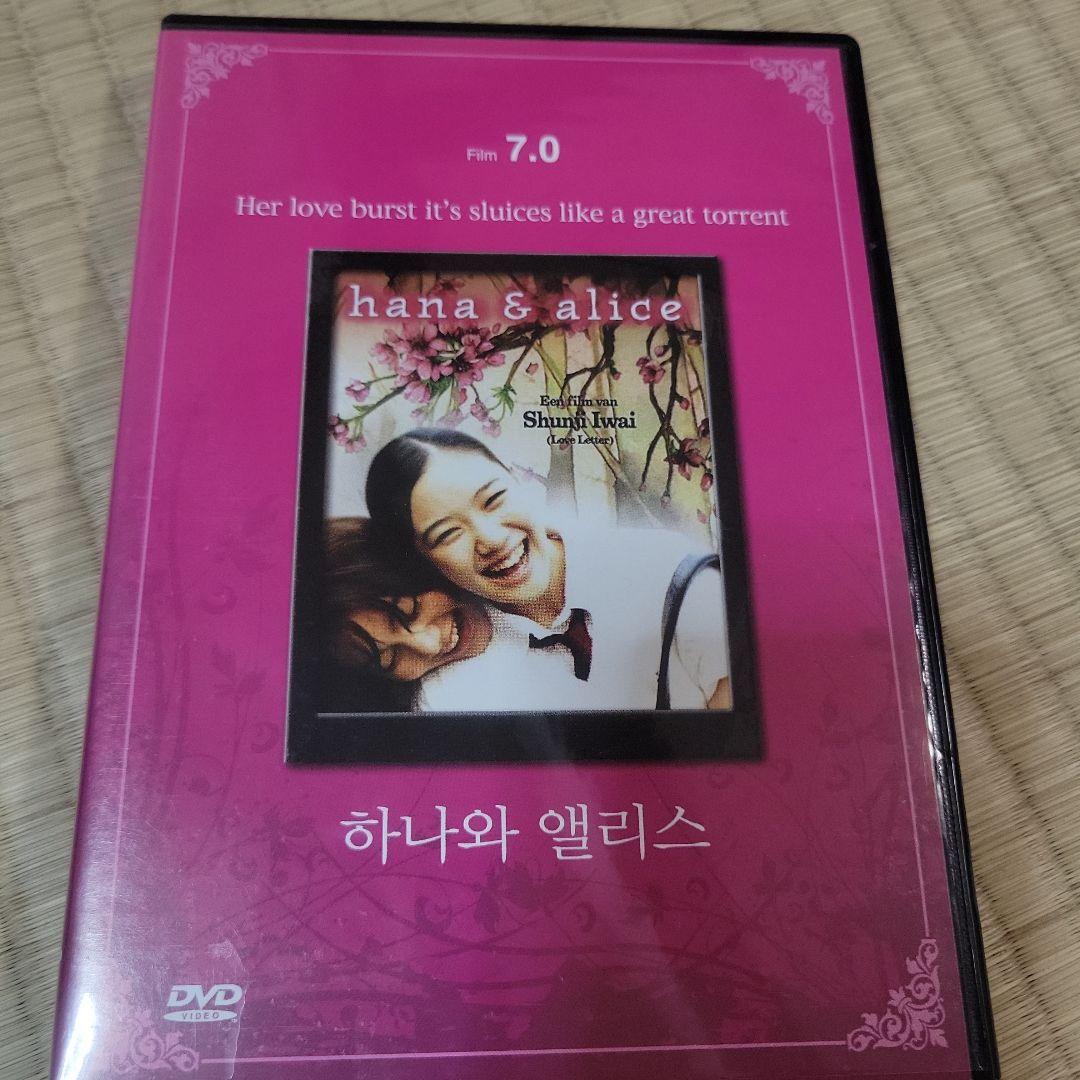 Film 7.0
Her love burst it's sluices like a great torrent
hana & alice
Een film van
Shunji Iwai
(Love Letter)
하나와 앨리스
DVD
VIDEO